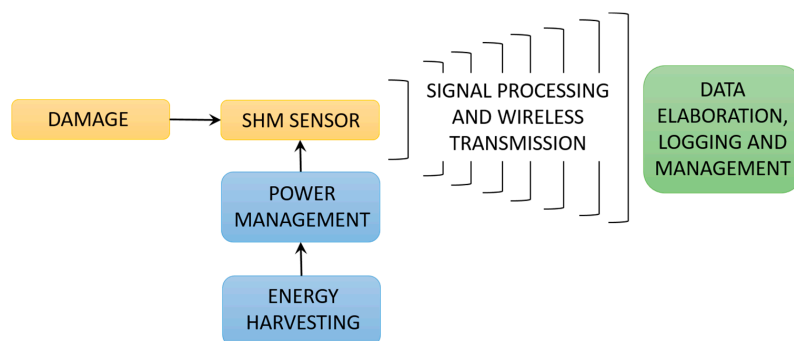 DAMAGE
SHM SENSOR
POWER
MANAGEMENT
ENERGY
HARVESTING
SIGNAL PROCESSING
AND WIRELESS
TRANSMISSION
DATA
ELABORATION,
LOGGING AND
MANAGEMENT